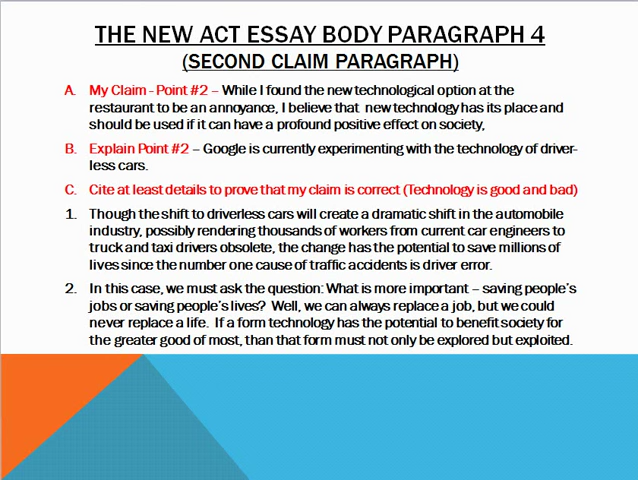 THE NEW ACT ESSAY BODY PARAGRAPH 4
(SECOND CLAIM PARAGRAPH)
A. My Claim - Point #2 – While I found the new technological option at the
restaurant to be an annoyance, I believe that new technology has its place and
should be used if it can have a profound positive effect on society,
B. Explain Point #2 – Google is currently experimenting with the technology of driver-
less cars.
C. Cite at least details to prove that my claim is correct (Technology is good and bad)
1. Though the shift to driverless cars will create a dramatic shift in the automobile
industry, possibly rendering thousands of workers from current car engineers to
truck and taxi drivers obsolete, the change has the potential to save millions of
lives since the number one cause of traffic accidents is driver error.
2. In this case, we must ask the question: What is more important – saving people's
jobs or saving people's lives? Well, we can always replace a job, but we could
never replace a life. If a form technology has the potential to benefit society for
the greater good of most, than that form must not only be explored but exploited.